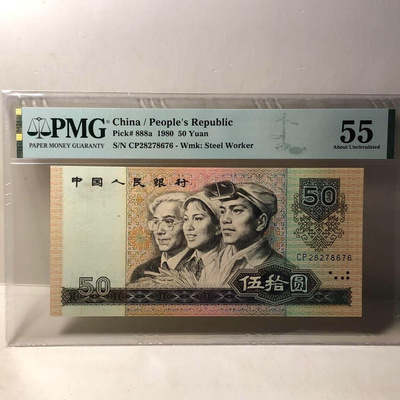 PMG
PAPER MONEY GUARANTY
China / People's Republic
Pick# 888a 1980 50 Yuan
S/N CP28278676 - Wmk: Steel Worker
55
About Uncirculated
中国人民银行
50
CP28278676
50
伍拾圆